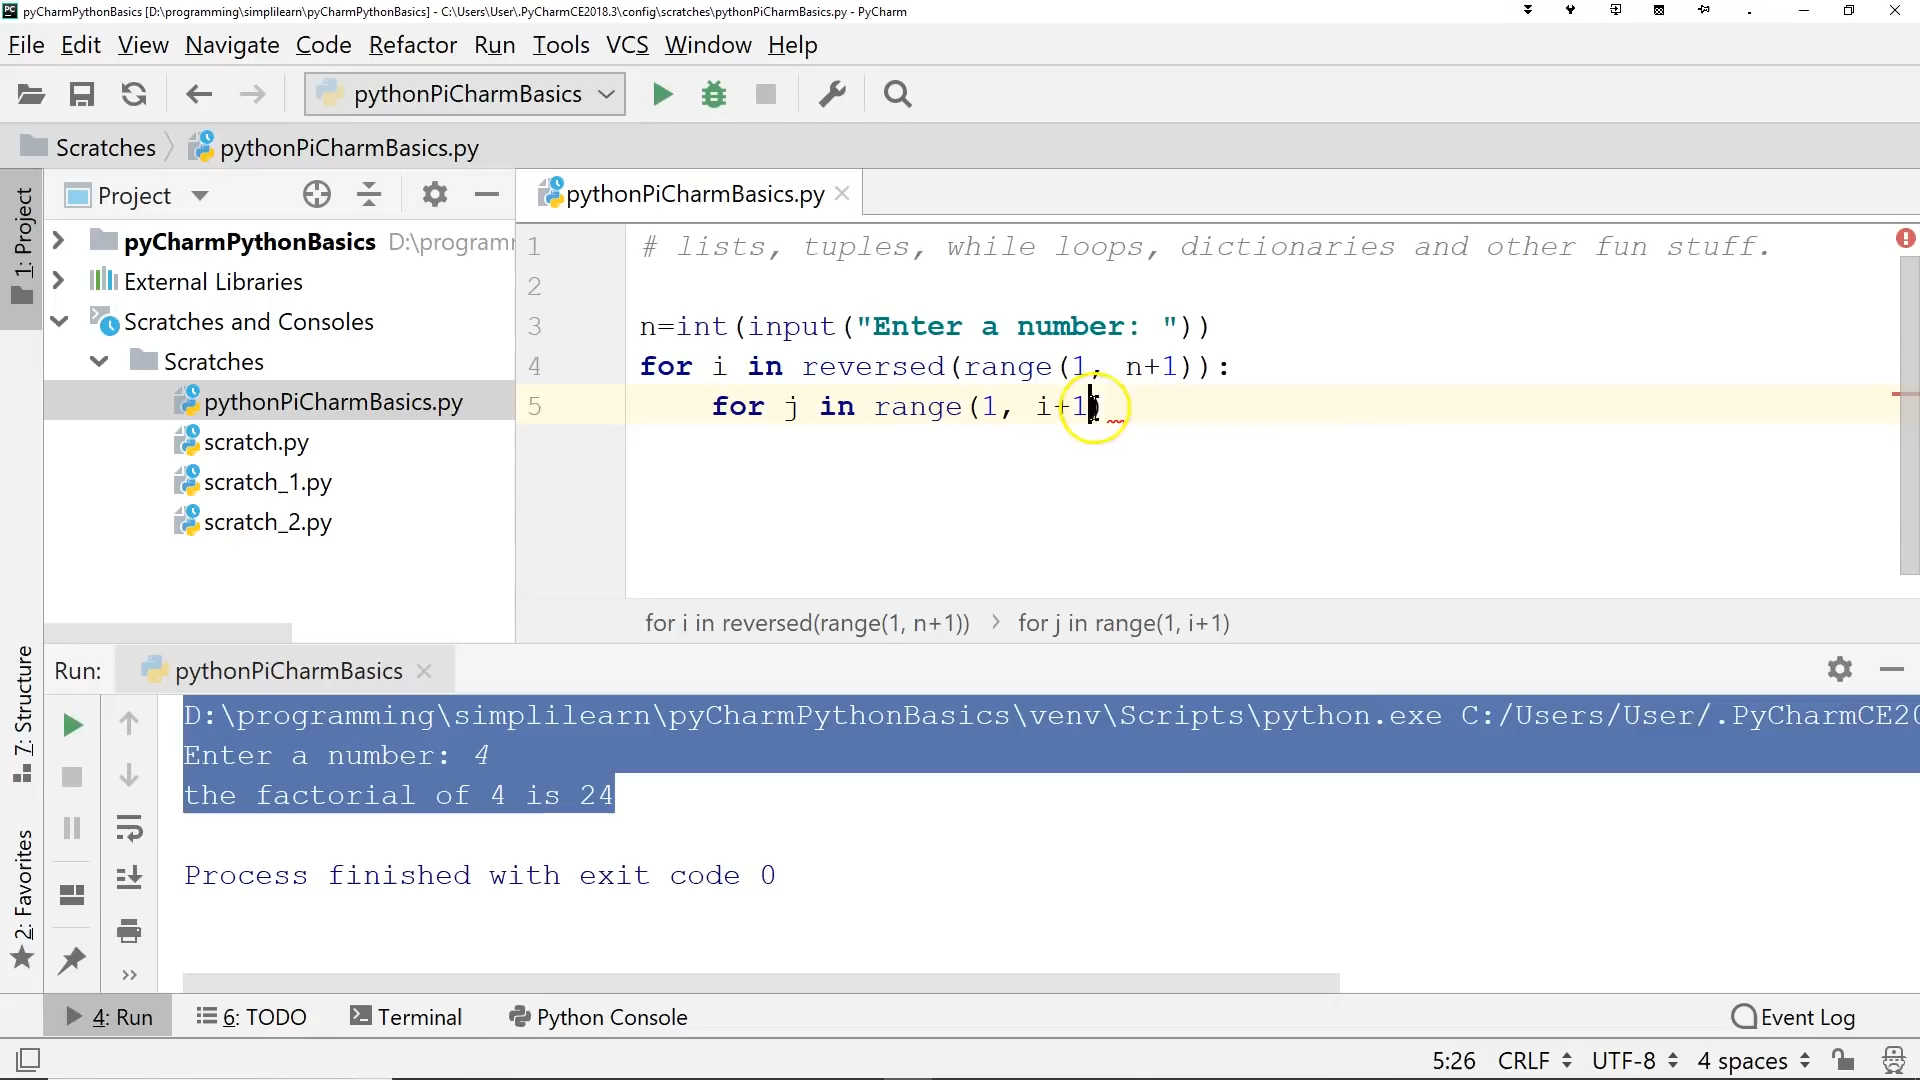 pyCharmPythonBasics [D:\programming\simplilearn\pyCharmPythonBasics] - C:\Users\User\.PyCharmCE2018.3\config\scratches\pythonPiCharmBasics.py - PyCharm
File Edit View Navigate Code Refactor Run Tools VCS Window Help
pythonPiCharmBasics
Scratches pythonPiCharmBasics.py
1: Project
Project
pythonPiCharmBasics.py
pyCharmPythonBasics D:\programm
External Libraries
Scratches and Consoles
Scratches
pythonPiCharmBasics.py
scratch.py
scratch_1.py
scratch_2.py
1 # lists, tuples, while loops, dictionaries and other fun stuff.
2
3 n=int(input("Enter a number: "))
4 for i in reversed(range(1, n+1)):
5 for j in range(1, i+1)
for i in reversed(range(1, n+1)) for j in range(1, i+1)
7: Structure
2: Favorites
Run: pythonPiCharmBasics
D:\programming\simplilearn\pyCharmPythonBasics\venv\Scripts\python.exe C:/Users/User/.PyCharmCE20
Enter a number: 4
the factorial of 4 is 24
Process finished with exit code 0
4: Run 6: TODO Terminal Python Console Event Log
5:26 CRLF UTF-8 4 spaces